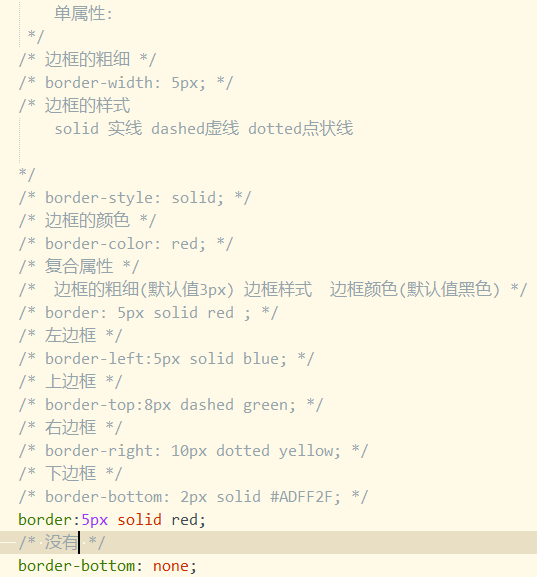 单属性:
*/
/* 边框的粗细 */
/* border-width: 5px; */
/* 边框的样式
solid 实线 dashed虚线 dotted点状线
*/
/* border-style: solid; */
/* 边框的颜色 */
/* border-color: red; */
/* 复合属性 */
/*  边框的粗细(默认值3px) 边框样式  边框颜色(默认值黑色) */
/* border: 5px solid red ; */
/* 左边框 */
/* border-left:5px solid blue; */
/* 上边框 */
/* border-top:8px dashed green; */
/* 右边框 */
/* border-right: 10px dotted yellow; */
/* 下边框 */
/* border-bottom: 2px solid #ADFF2F; */
border:5px solid red;
/* 没有 */
border-bottom: none;